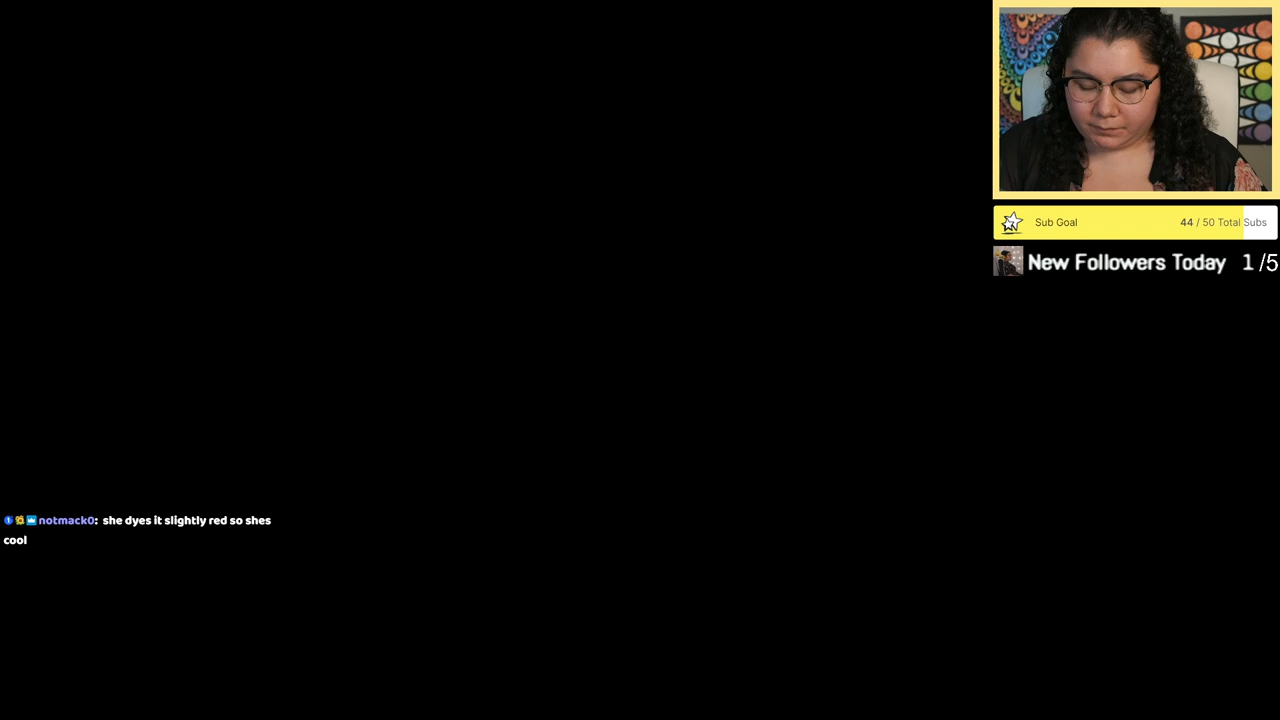 Sub Goal 44 / 50 Total Subs
New Followers Today 1 /5
notmack0: she dyes it slightly red so shes
cool